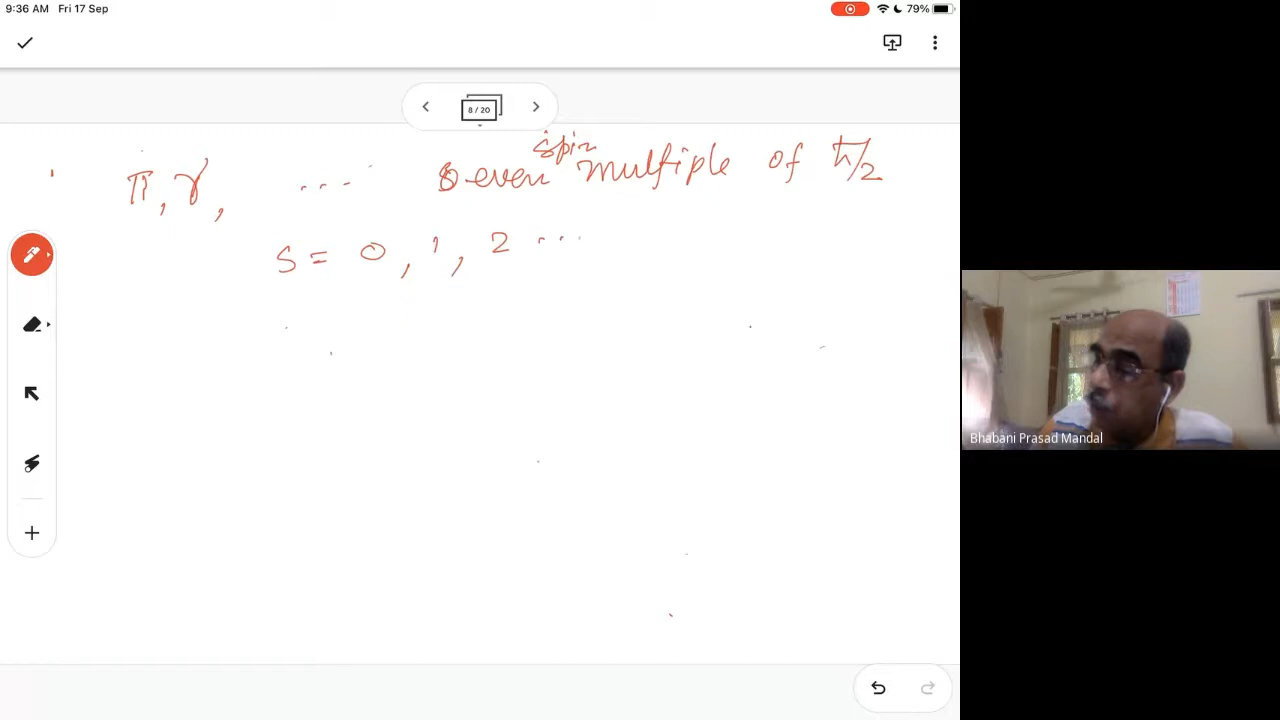 9:36 AM Fri 17 Sep
79%
8 / 20
spin
π, γ, ... even multiple of ħ/2
S = 0, 1, 2 ...
Bhabani Prasad Mandal